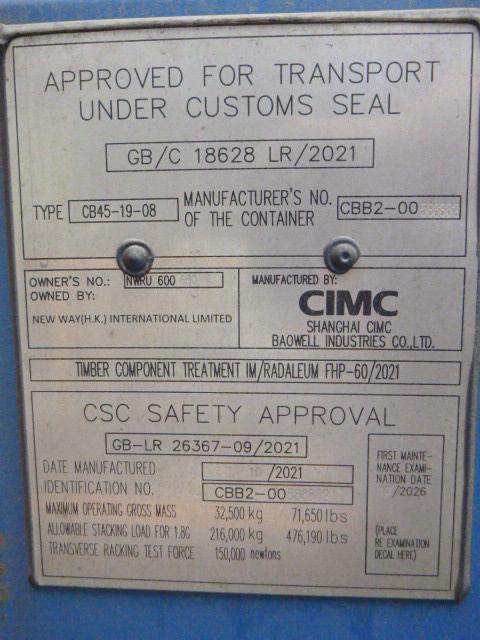 APPROVED FOR TRANSPORT
UNDER CUSTOMS SEAL
GB/C 18628 LR/2021
TYPE CB45-19-08 MANUFACTURER'S NO. OF THE CONTAINER CBB2-00
OWNER'S NO.: NWRU 600
OWNED BY:
NEW WAY(H.K.) INTERNATIONAL LIMITED
MANUFACTURED BY:
CIMC
SHANGHAI CIMC
BAOWELL INDUSTRIES CO.,LTD.
TIMBER COMPONENT TREATMENT IM/RADALEUM FHP-60/2021
CSC SAFETY APPROVAL
GB-LR 26367-09/2021
DATE MANUFACTURED 10/2021
IDENTIFICATION NO. CBB2-00
MAXIMUM OPERATING GROSS MASS 32,500 kg 71,650 lbs
ALLOWABLE STACKING LOAD FOR 1.8G 216,000 kg 476,190 lbs
TRANSVERSE RACKING TEST FORCE 150,000 newtons
FIRST MAINTE-
NANCE EXAMI-
NATION DATE
/2026
(PLACE
RE EXAMINATION
DECAL HERE)